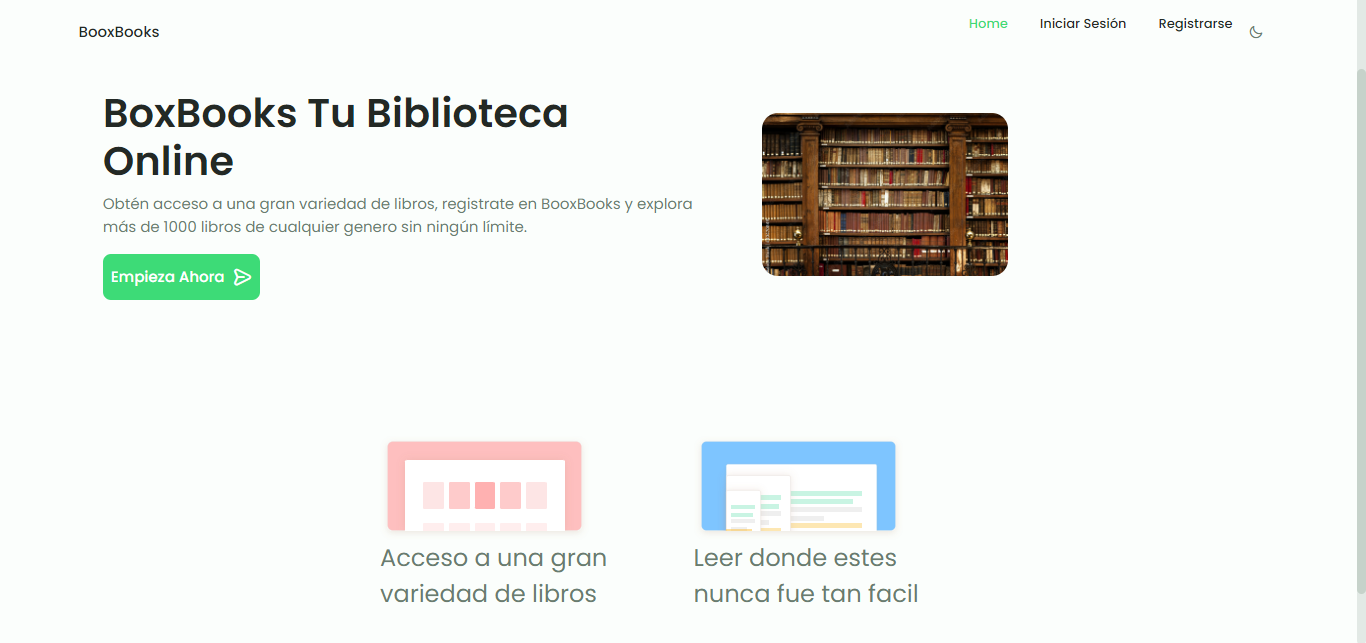 BooxBooks
Home
Iniciar Sesión
Registrarse
BoxBooks Tu Biblioteca
Online
Obtén acceso a una gran variedad de libros, registrate en BooxBooks y explora
más de 1000 libros de cualquier genero sin ningún límite.
Empieza Ahora
Acceso a una gran
variedad de libros
Leer donde estes
nunca fue tan facil